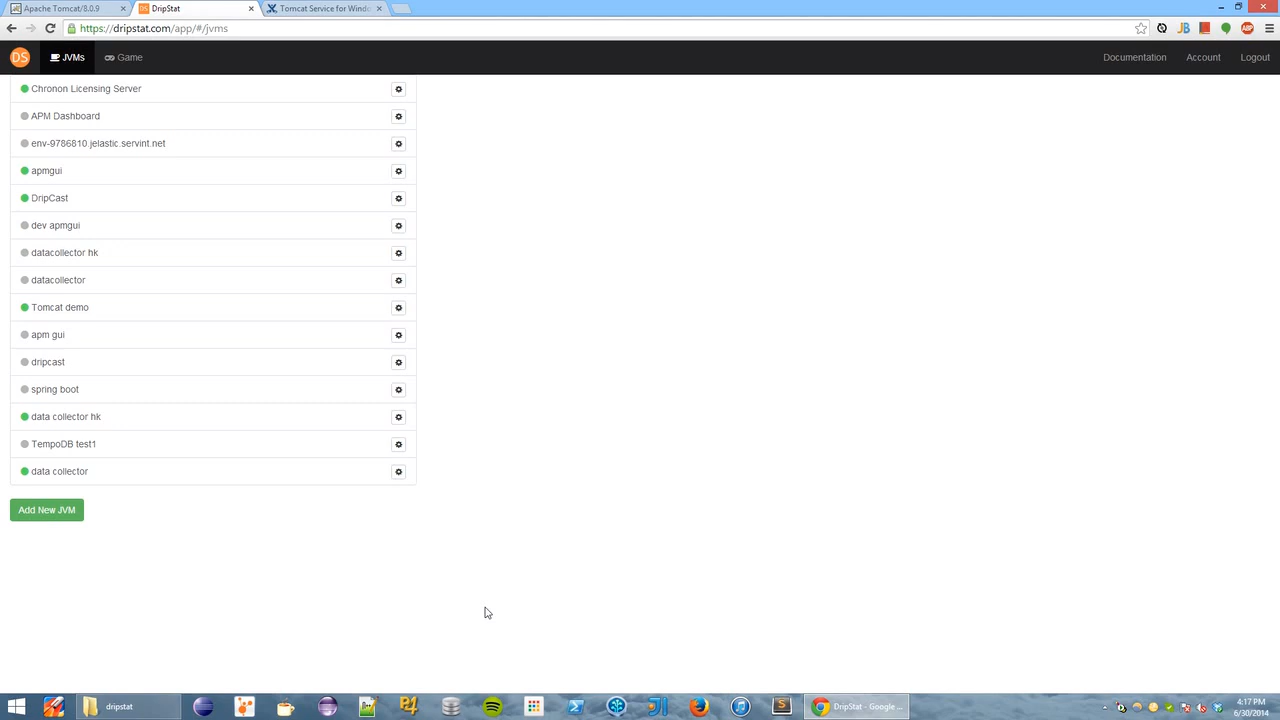 Apache Tomcat/8.0.9
DripStat
Tomcat Service for Windo
https://dripstat.com/app/#/jvms
DS
JVMs
Game
Documentation
Account
Logout
Chronon Licensing Server
APM Dashboard
env-9786810.jelastic.servint.net
apmgui
DripCast
dev apmgui
datacollector hk
datacollector
Tomcat demo
apm gui
dripcast
spring boot
data collector hk
TempoDB test1
data collector
Add New JVM
dripstat
DripStat - Google ...
4:17 PM
6/30/2014